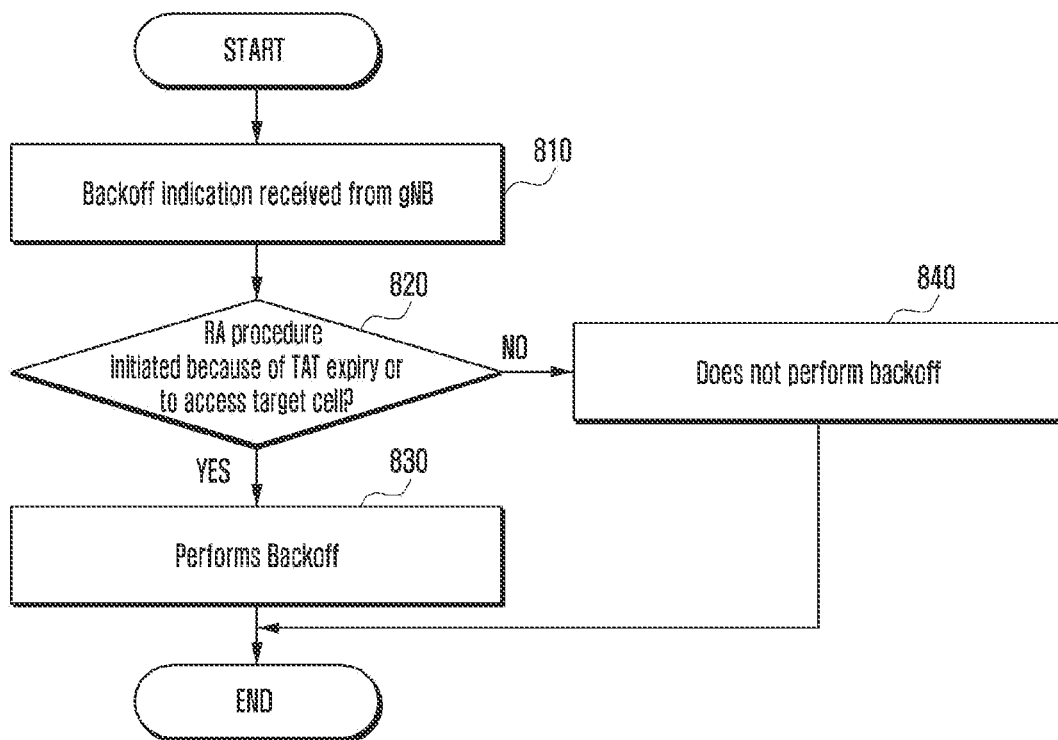 START
810
Backoff indication received from gNB
820
840
RA procedure
initiated because of TAT expiry or
to access target cell?
NO
Does not perform backoff
YES
830
Performs Backoff
END